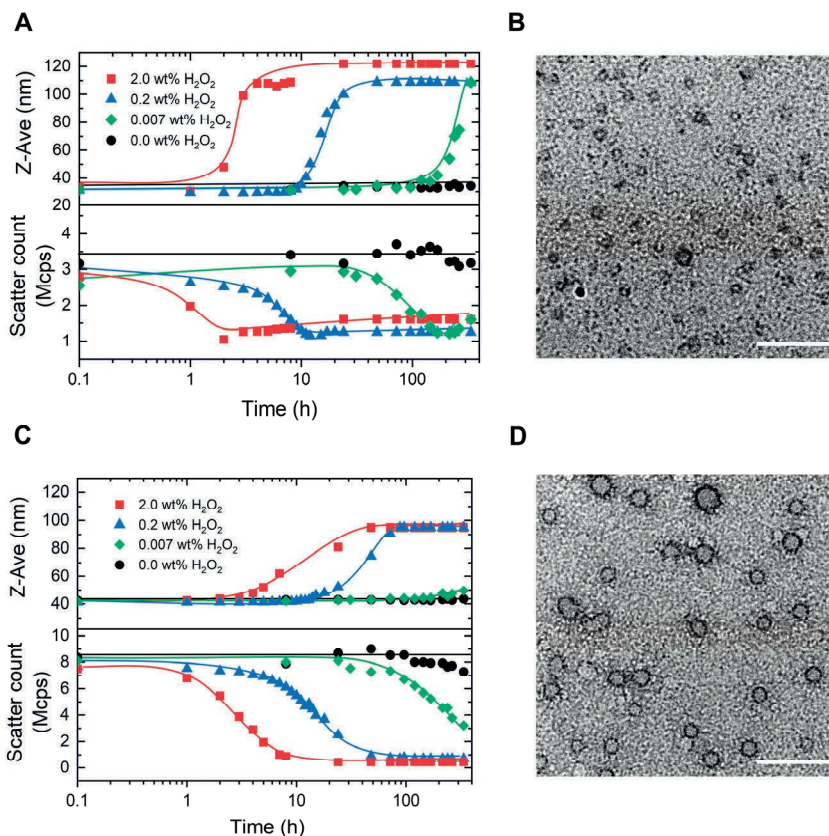 A
B
Z-Ave (nm)
120
100
80
60
40
20
2.0 wt% H₂O₂
0.2 wt% H₂O₂
0.007 wt% H₂O₂
0.0 wt% H₂O₂
Scatter count
(Mcps)
4
3
2
1
0.1
1
10
100
Time (h)
C
D
Z-Ave (nm)
120
100
80
60
40
2.0 wt% H₂O₂
0.2 wt% H₂O₂
0.007 wt% H₂O₂
0.0 wt% H₂O₂
Scatter count
(Mcps)
10
8
6
4
2
0
0.1
1
10
100
Time (h)